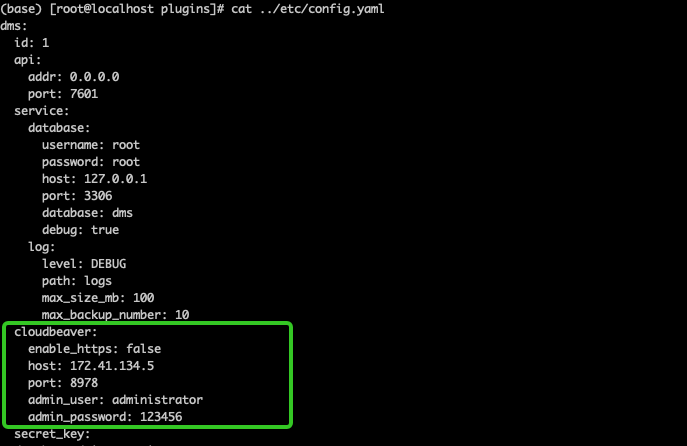 (base) [root@localhost plugins]# cat ../etc/config.yaml
dms:
  id: 1
  api:
    addr: 0.0.0.0
    port: 7601
  service:
    database:
      username: root
      password: root
      host: 127.0.0.1
      port: 3306
      database: dms
      debug: true
    log:
      level: DEBUG
      path: logs
      max_size_mb: 100
      max_backup_number: 10
  cloudbeaver:
    enable_https: false
    host: 172.41.134.5
    port: 8978
    admin_user: administrator
    admin_password: 123456
  secret_key: